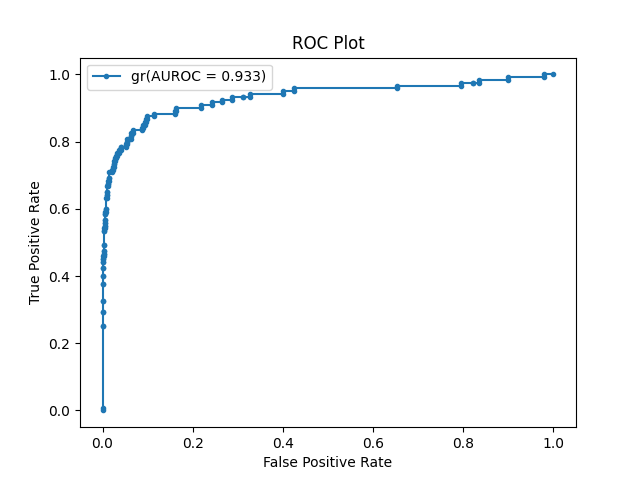 ROC Plot
gr(AUROC = 0.933)
True Positive Rate
1.0
0.8
0.6
0.4
0.2
0.0
0.0 0.2 0.4 0.6 0.8 1.0
False Positive Rate